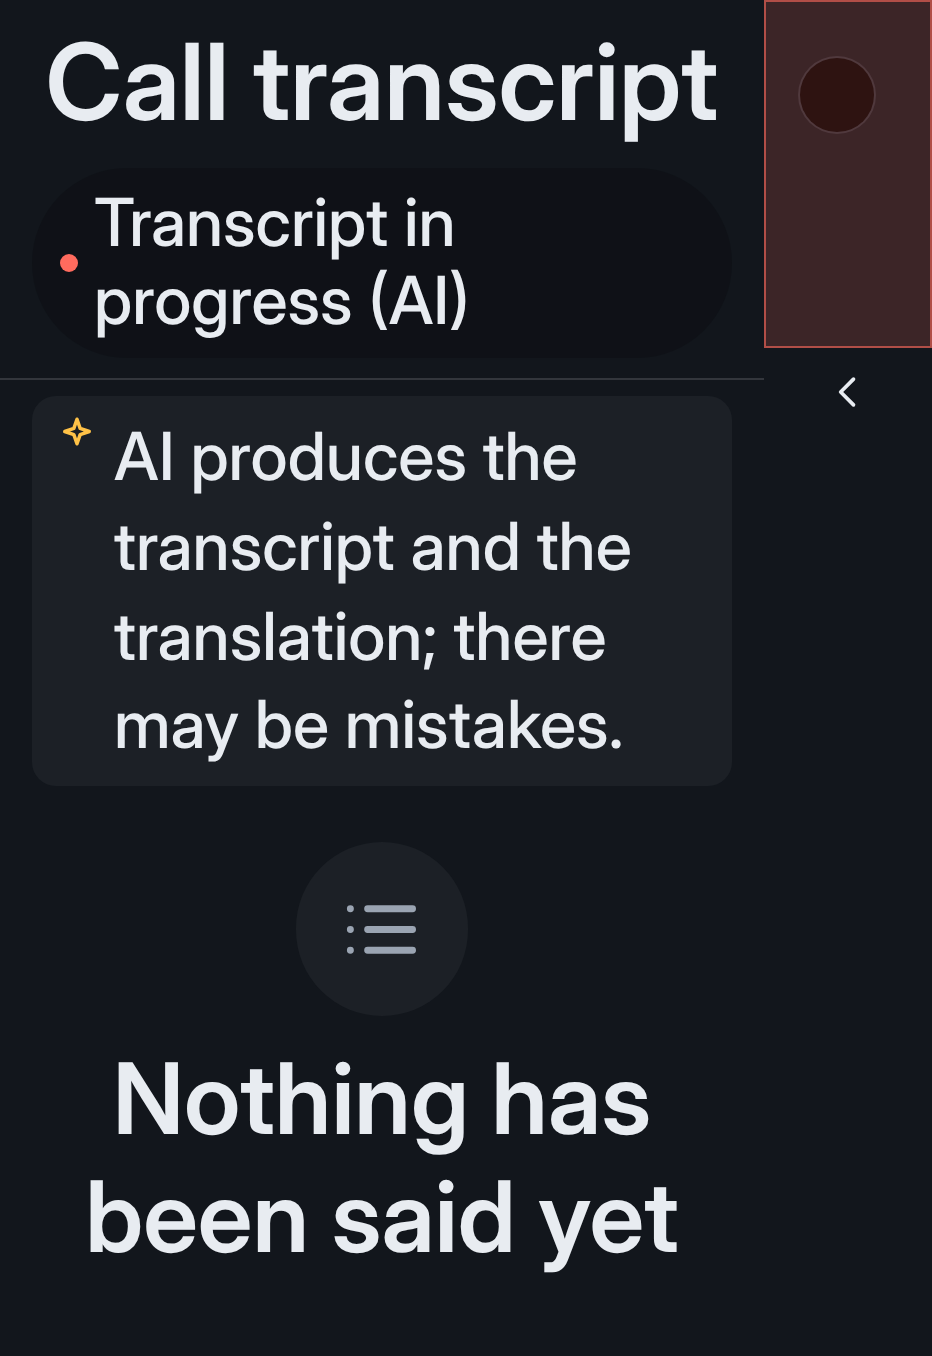 Call transcript
Transcript in
progress (AI)
AI produces the
transcript and the
translation; there
may be mistakes.
Nothing has
been said yet